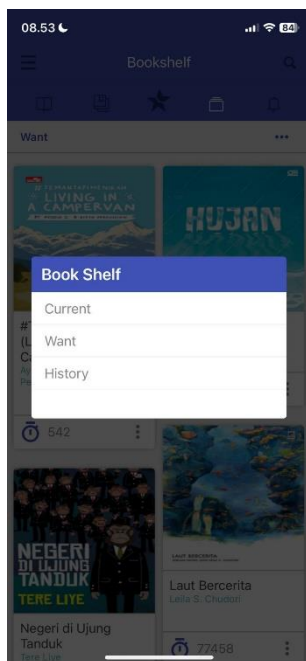 08.53
84
Bookshelf
Want
LIVING IN
A CAMPERVAN
HUJAN
Book Shelf
Current
Want
History
542
NEGERI
DI UJUNG
TANDUK
TERE LIYE
LAUT BERCERITA
Laut Bercerita
Leila S. Chudori
Negeri di Ujung
Tanduk
Tere Liye
77458